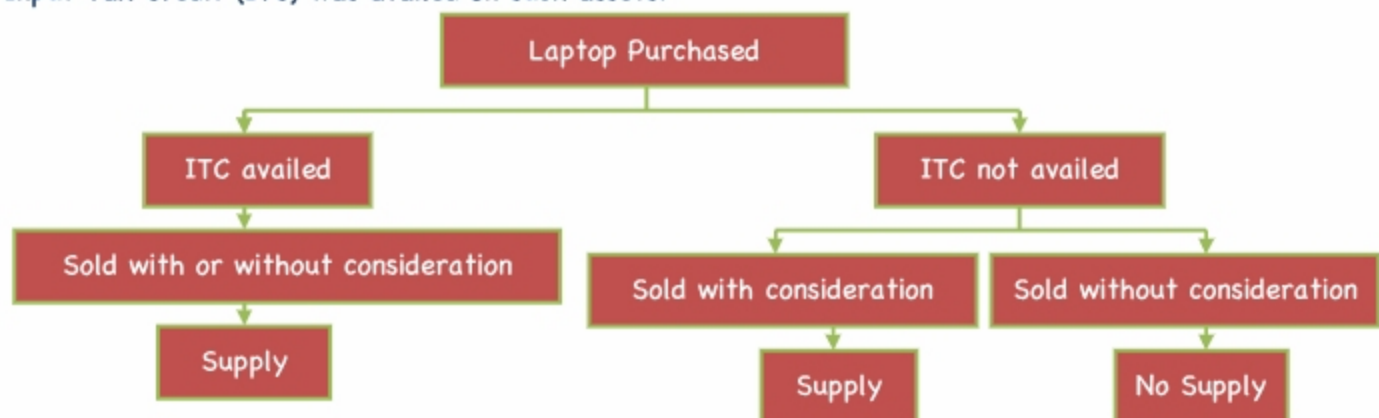 Laptop Purchased
ITC availed
ITC not availed
Sold with or without consideration
Sold with consideration
Sold without consideration
Supply
Supply
No Supply